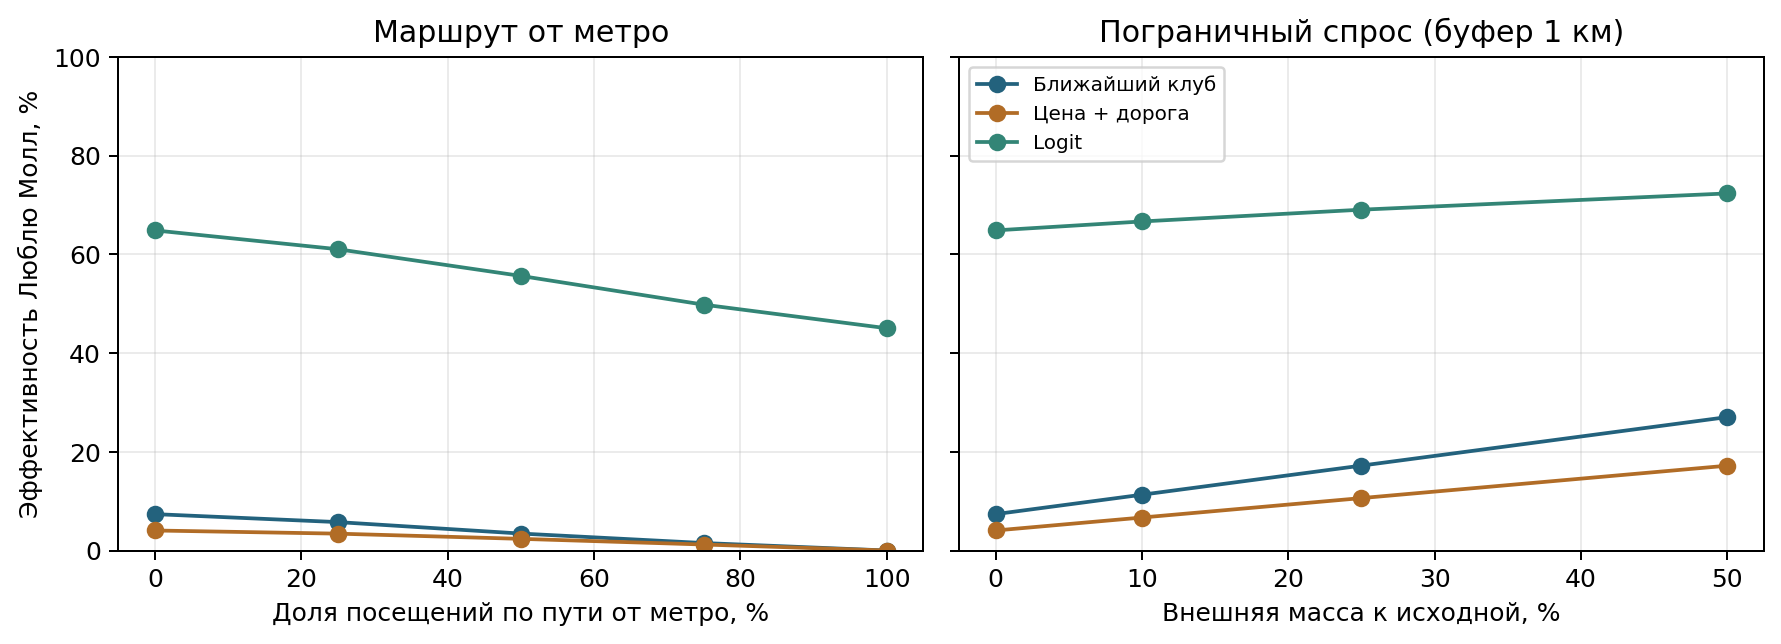 Маршрут от метро
Эффективность Люблю Молл, %
100
80
60
40
20
0
0 20 40 60 80 100
Доля посещений по пути от метро, %
Пограничный спрос (буфер 1 км)
Ближайший клуб
Цена + дорога
Logit
0 10 20 30 40 50
Внешняя масса к исходной, %